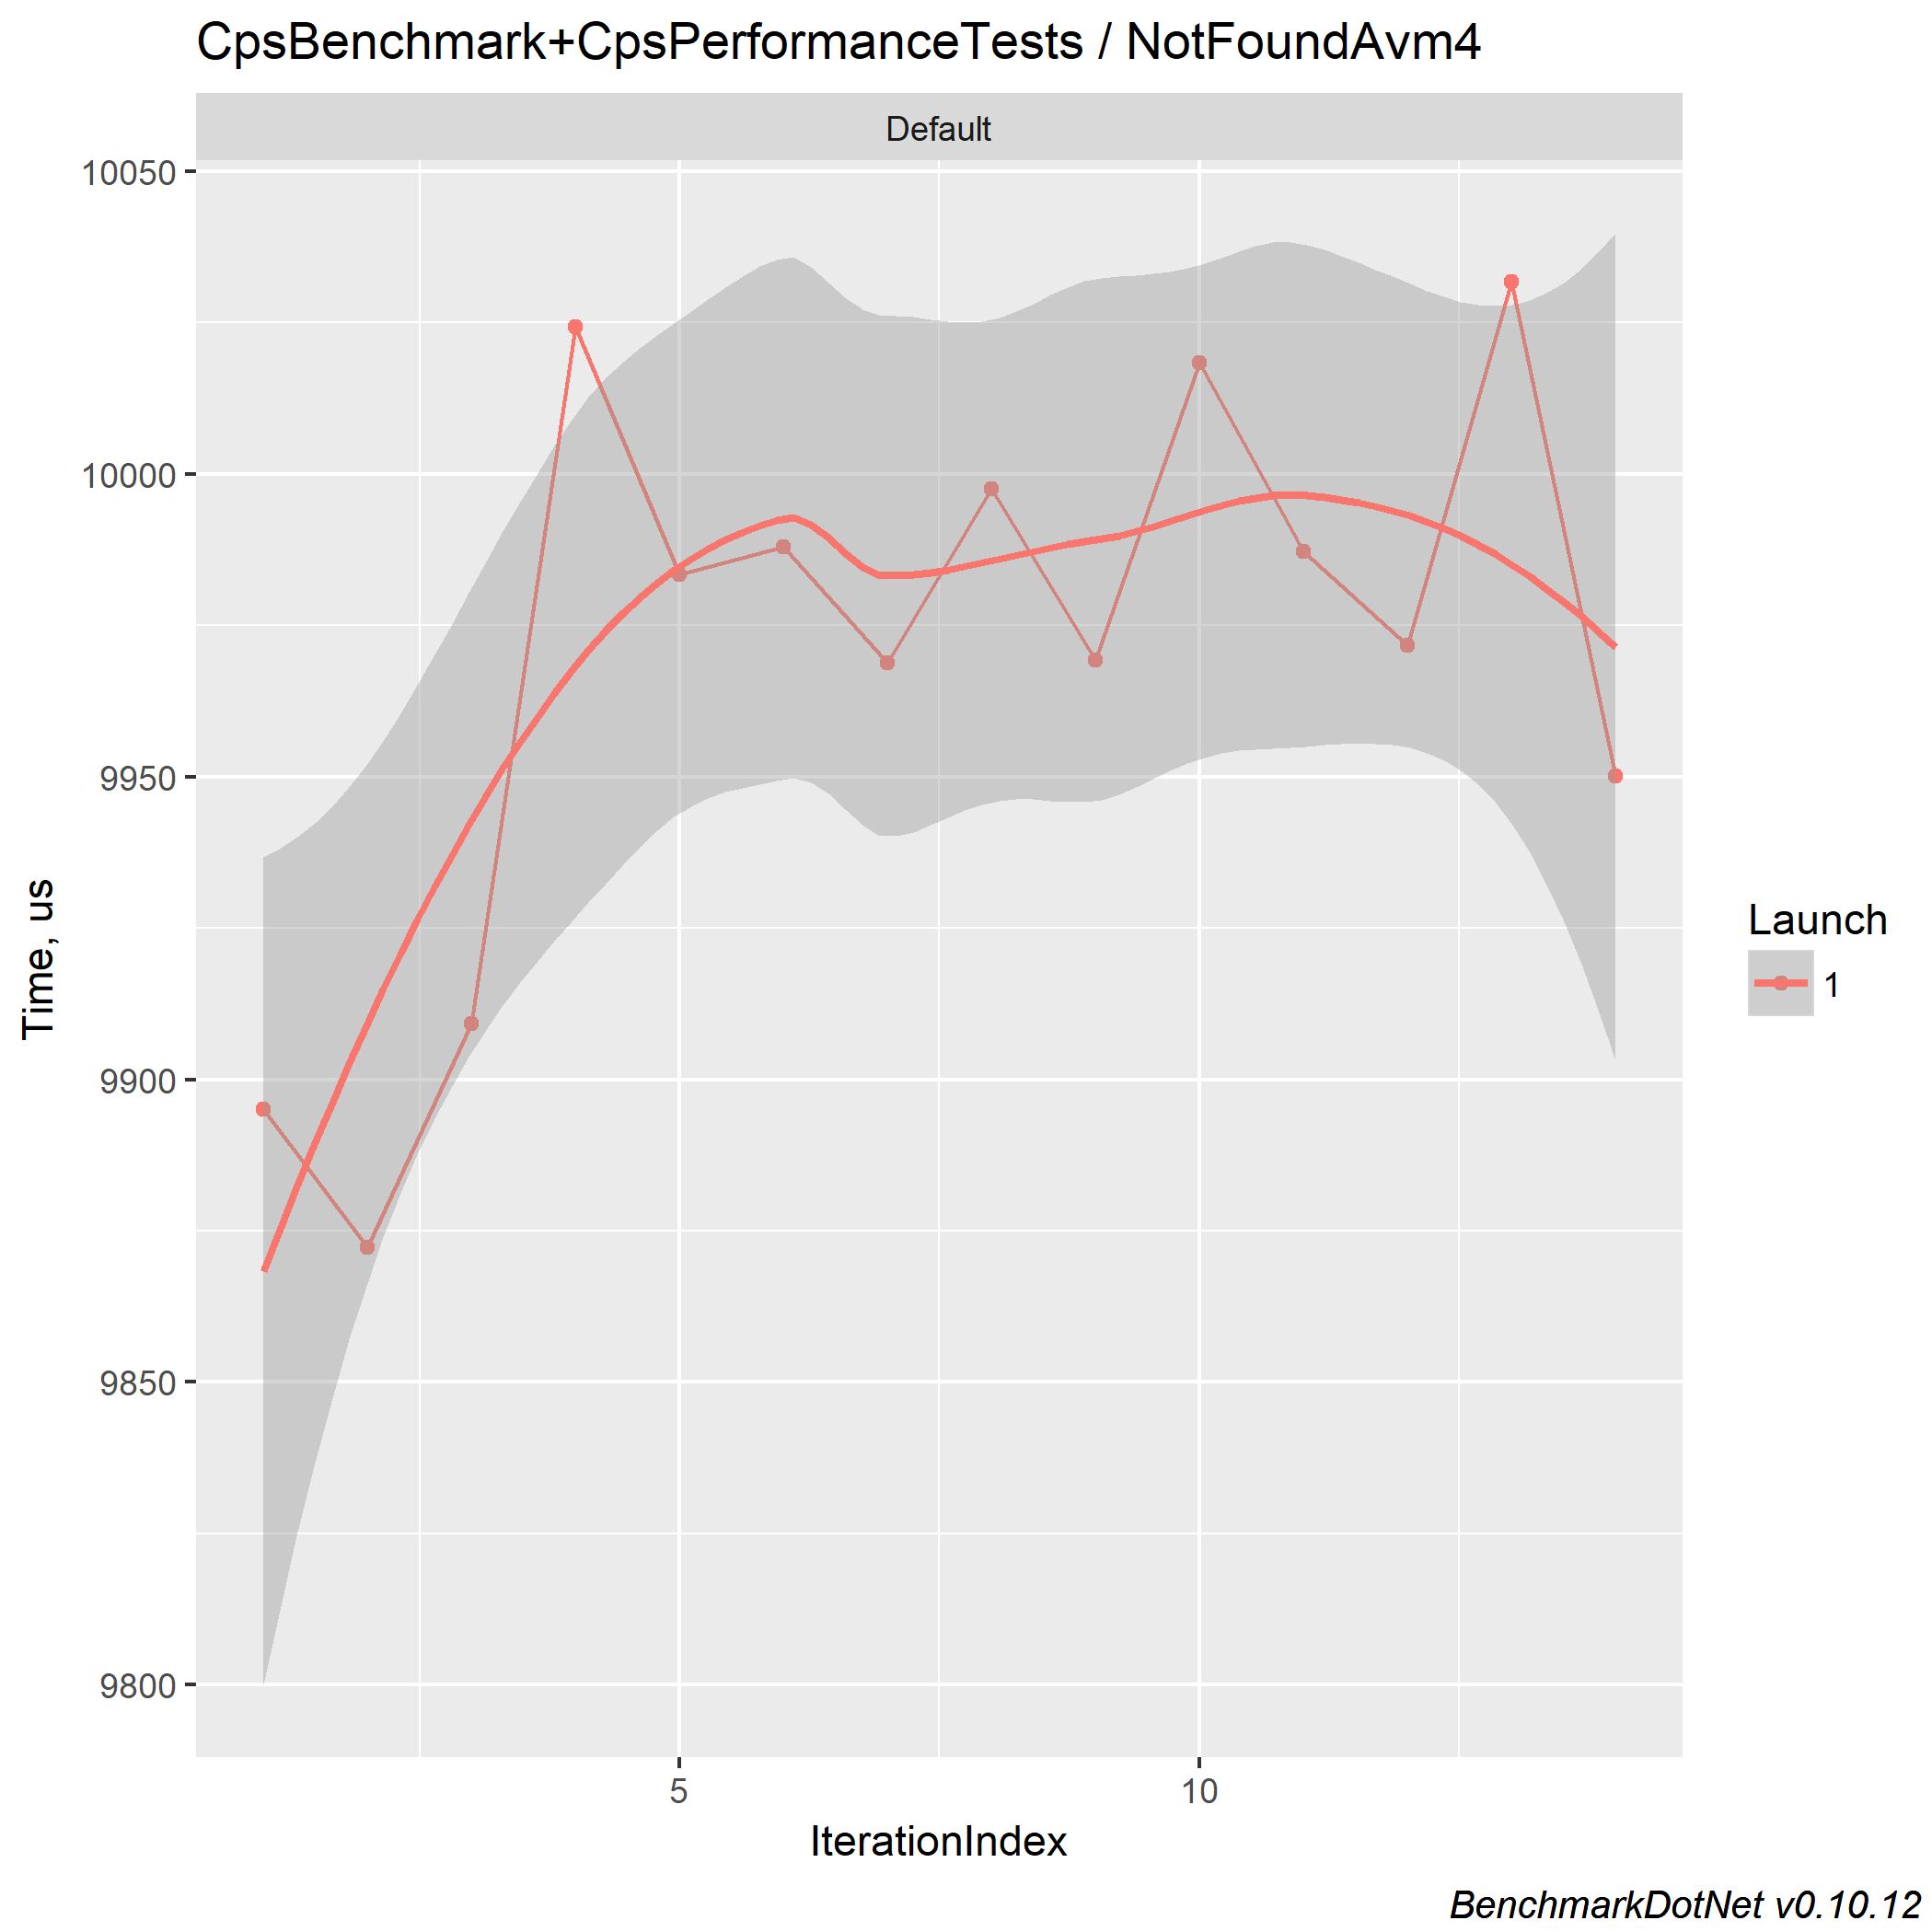 CpsBenchmark+CpsPerformanceTests / NotFoundAvm4
Default
10050
10000
9950
9900
9850
9800
Time, us
5
10
IterationIndex
Launch
1
BenchmarkDotNet v0.10.12